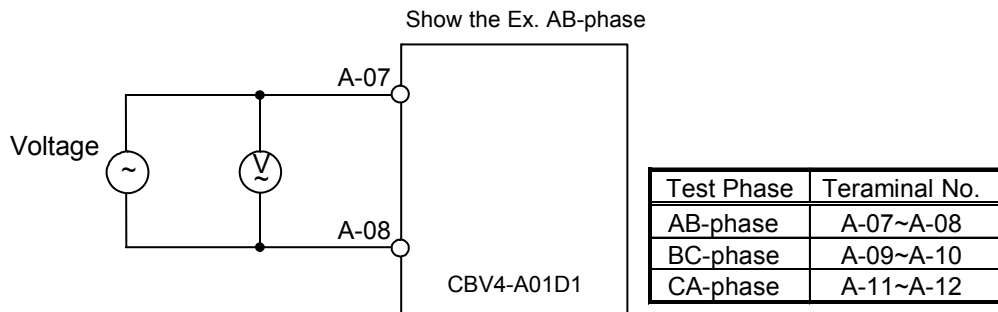 Show the Ex. AB-phase
A-07
Voltage
~
V
~
A-08
CBV4-A01D1
Test Phase Teraminal No.
AB-phase A-07~A-08
BC-phase A-09~A-10
CA-phase A-11~A-12